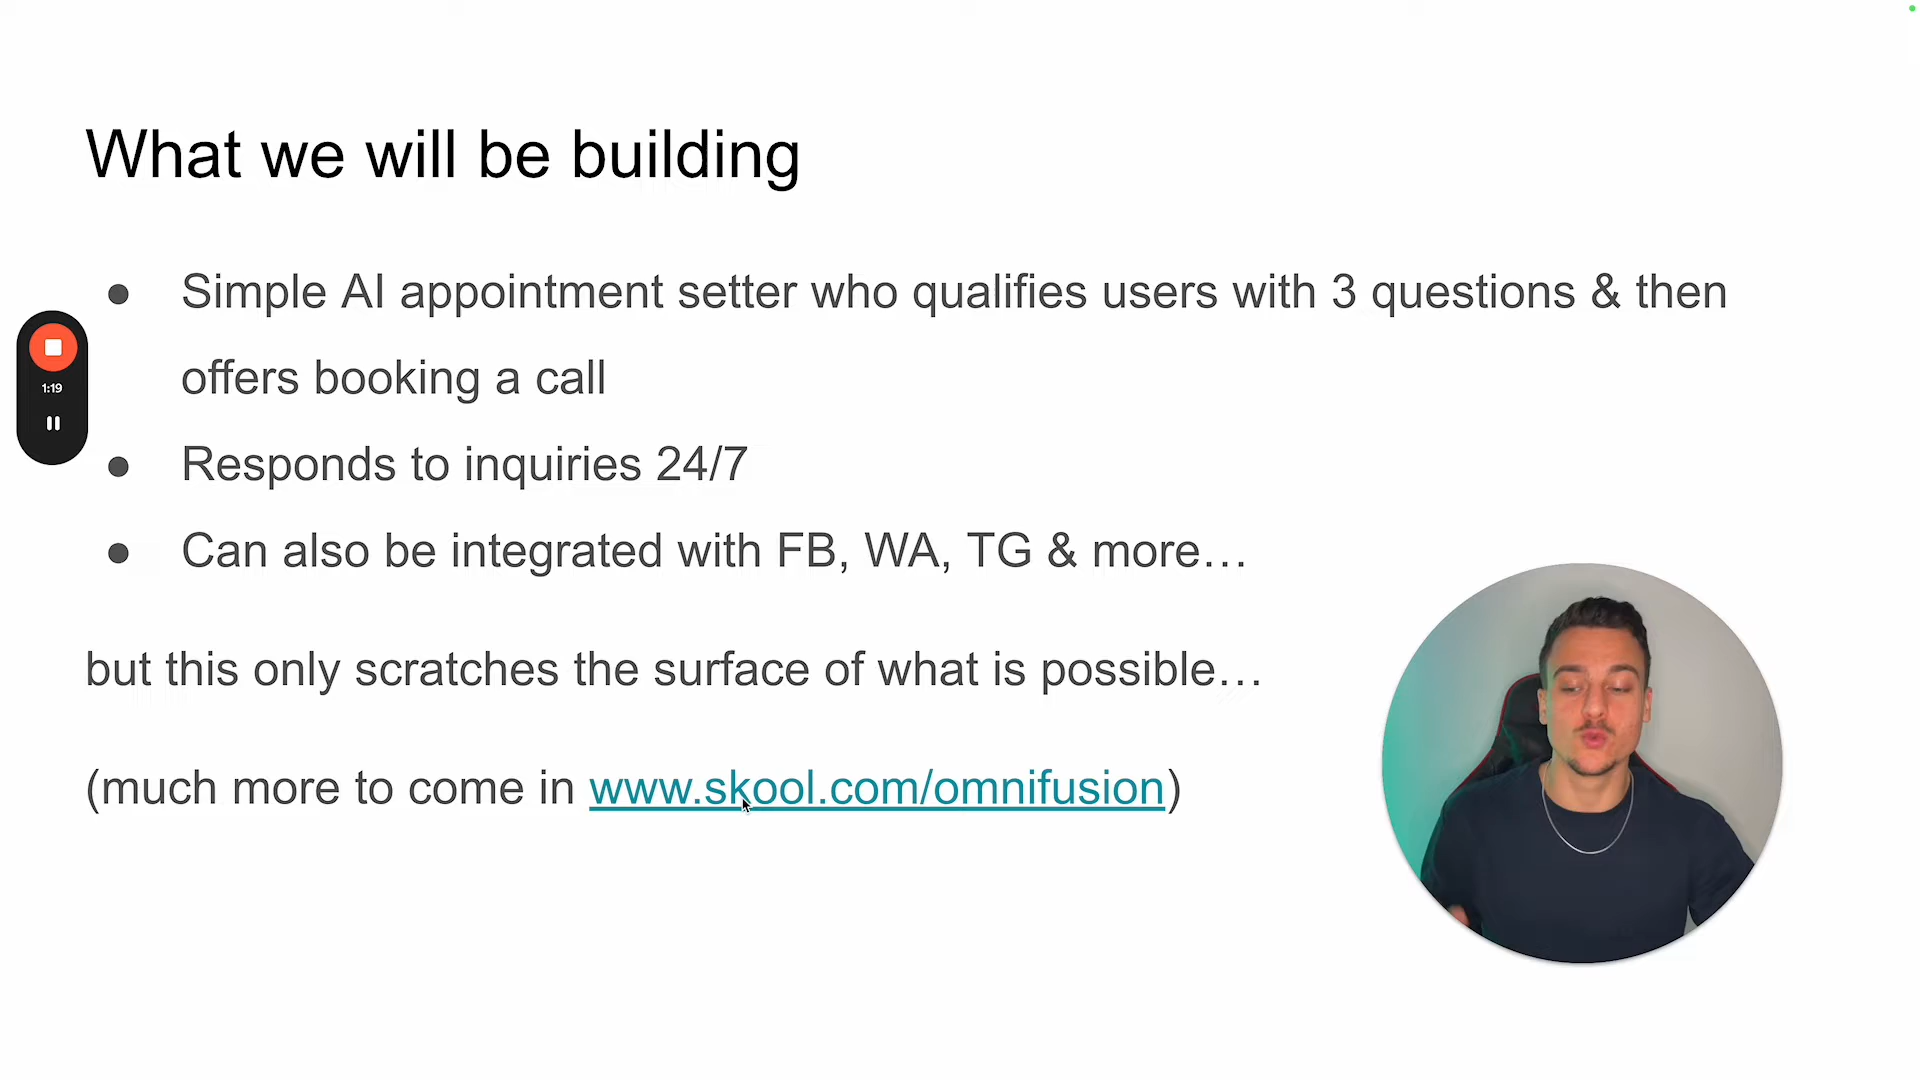 What we will be building
● Simple AI appointment setter who qualifies users with 3 questions & then
offers booking a call
● Responds to inquiries 24/7
● Can also be integrated with FB, WA, TG & more…
but this only scratches the surface of what is possible…
(much more to come in www.skool.com/omnifusion)
1:19